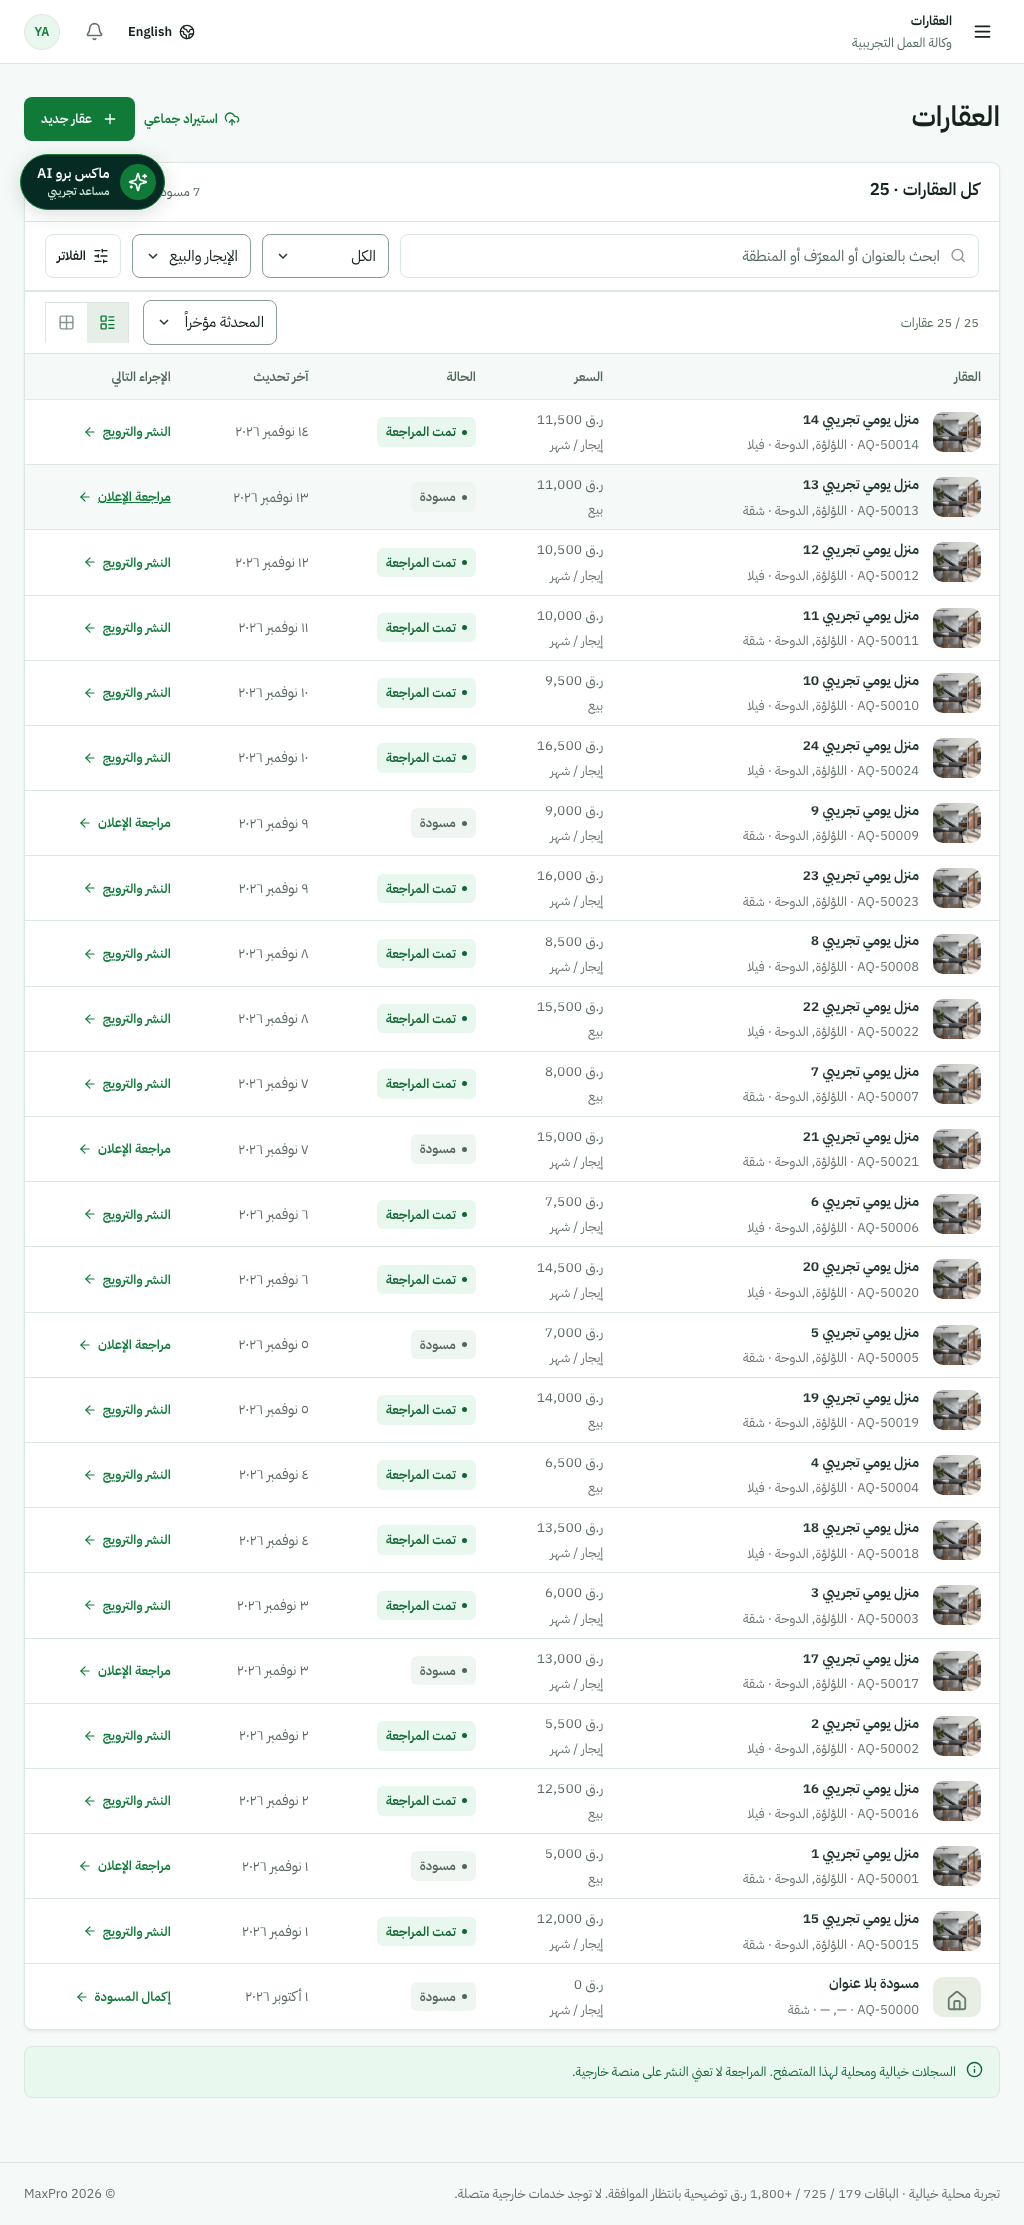 العقارات
وكالة العمل التجريبية
English
YA
العقارات
استيراد جماعي
عقار جديد
ماكس برو AI
مساعد تجريبي
كل العقارات · 25
7 مسودة
ابحث بالعنوان أو المعرّف أو المنطقة
الكل
الإيجار والبيع
الفلاتر
25 / 25 عقارات
المحدثة مؤخراً
العقار السعر الحالة آخر تحديث الإجراء التالي
منزل يومي تجريبي 14 ر.ق 11,500
AQ-50014 · اللؤلؤة, الدوحة · فيلا إيجار / شهر تمت المراجعة ١٤ نوفمبر ٢٠٢٦ النشر والترويج
منزل يومي تجريبي 13 ر.ق 11,000
AQ-50013 · اللؤلؤة, الدوحة · شقة بيع مسودة ١٣ نوفمبر ٢٠٢٦ مراجعة الإعلان
منزل يومي تجريبي 12 ر.ق 10,500
AQ-50012 · اللؤلؤة, الدوحة · فيلا إيجار / شهر تمت المراجعة ١٢ نوفمبر ٢٠٢٦ النشر والترويج
منزل يومي تجريبي 11 ر.ق 10,000
AQ-50011 · اللؤلؤة, الدوحة · شقة إيجار / شهر تمت المراجعة ١١ نوفمبر ٢٠٢٦ النشر والترويج
منزل يومي تجريبي 10 ر.ق 9,500
AQ-50010 · اللؤلؤة, الدوحة · فيلا بيع تمت المراجعة ١٠ نوفمبر ٢٠٢٦ النشر والترويج
منزل يومي تجريبي 24 ر.ق 16,500
AQ-50024 · اللؤلؤة, الدوحة · فيلا إيجار / شهر تمت المراجعة ١٠ نوفمبر ٢٠٢٦ النشر والترويج
منزل يومي تجريبي 9 ر.ق 9,000
AQ-50009 · اللؤلؤة, الدوحة · شقة إيجار / شهر مسودة ٩ نوفمبر ٢٠٢٦ مراجعة الإعلان
منزل يومي تجريبي 23 ر.ق 16,000
AQ-50023 · اللؤلؤة, الدوحة · شقة إيجار / شهر تمت المراجعة ٩ نوفمبر ٢٠٢٦ النشر والترويج
منزل يومي تجريبي 8 ر.ق 8,500
AQ-50008 · اللؤلؤة, الدوحة · فيلا إيجار / شهر تمت المراجعة ٨ نوفمبر ٢٠٢٦ النشر والترويج
منزل يومي تجريبي 22 ر.ق 15,500
AQ-50022 · اللؤلؤة, الدوحة · فيلا بيع تمت المراجعة ٨ نوفمبر ٢٠٢٦ النشر والترويج
منزل يومي تجريبي 7 ر.ق 8,000
AQ-50007 · اللؤلؤة, الدوحة · شقة بيع تمت المراجعة ٧ نوفمبر ٢٠٢٦ النشر والترويج
منزل يومي تجريبي 21 ر.ق 15,000
AQ-50021 · اللؤلؤة, الدوحة · شقة إيجار / شهر مسودة ٧ نوفمبر ٢٠٢٦ مراجعة الإعلان
منزل يومي تجريبي 6 ر.ق 7,500
AQ-50006 · اللؤلؤة, الدوحة · فيلا إيجار / شهر تمت المراجعة ٦ نوفمبر ٢٠٢٦ النشر والترويج
منزل يومي تجريبي 20 ر.ق 14,500
AQ-50020 · اللؤلؤة, الدوحة · فيلا إيجار / شهر تمت المراجعة ٦ نوفمبر ٢٠٢٦ النشر والترويج
منزل يومي تجريبي 5 ر.ق 7,000
AQ-50005 · اللؤلؤة, الدوحة · شقة إيجار / شهر مسودة ٥ نوفمبر ٢٠٢٦ مراجعة الإعلان
منزل يومي تجريبي 19 ر.ق 14,000
AQ-50019 · اللؤلؤة, الدوحة · شقة بيع تمت المراجعة ٥ نوفمبر ٢٠٢٦ النشر والترويج
منزل يومي تجريبي 4 ر.ق 6,500
AQ-50004 · اللؤلؤة, الدوحة · فيلا بيع تمت المراجعة ٤ نوفمبر ٢٠٢٦ النشر والترويج
منزل يومي تجريبي 18 ر.ق 13,500
AQ-50018 · اللؤلؤة, الدوحة · فيلا إيجار / شهر تمت المراجعة ٤ نوفمبر ٢٠٢٦ النشر والترويج
منزل يومي تجريبي 3 ر.ق 6,000
AQ-50003 · اللؤلؤة, الدوحة · شقة إيجار / شهر تمت المراجعة ٣ نوفمبر ٢٠٢٦ النشر والترويج
منزل يومي تجريبي 17 ر.ق 13,000
AQ-50017 · اللؤلؤة, الدوحة · شقة إيجار / شهر مسودة ٣ نوفمبر ٢٠٢٦ مراجعة الإعلان
منزل يومي تجريبي 2 ر.ق 5,500
AQ-50002 · اللؤلؤة, الدوحة · فيلا إيجار / شهر تمت المراجعة ٢ نوفمبر ٢٠٢٦ النشر والترويج
منزل يومي تجريبي 16 ر.ق 12,500
AQ-50016 · اللؤلؤة, الدوحة · فيلا بيع تمت المراجعة ٢ نوفمبر ٢٠٢٦ النشر والترويج
منزل يومي تجريبي 1 ر.ق 5,000
AQ-50001 · اللؤلؤة, الدوحة · شقة بيع مسودة ١ نوفمبر ٢٠٢٦ مراجعة الإعلان
منزل يومي تجريبي 15 ر.ق 12,000
AQ-50015 · اللؤلؤة, الدوحة · شقة إيجار / شهر تمت المراجعة ١ نوفمبر ٢٠٢٦ النشر والترويج
مسودة بلا عنوان ر.ق 0
AQ-50000 · —, — · شقة إيجار / شهر مسودة ١ أكتوبر ٢٠٢٦ إكمال المسودة
السجلات خيالية ومحلية لهذا المتصفح. المراجعة لا تعني النشر على منصة خارجية.
تجربة محلية خيالية · الباقات 179 / 725 / +1,800 ر.ق توضيحية بانتظار الموافقة. لا توجد خدمات خارجية متصلة.
© 2026 MaxPro